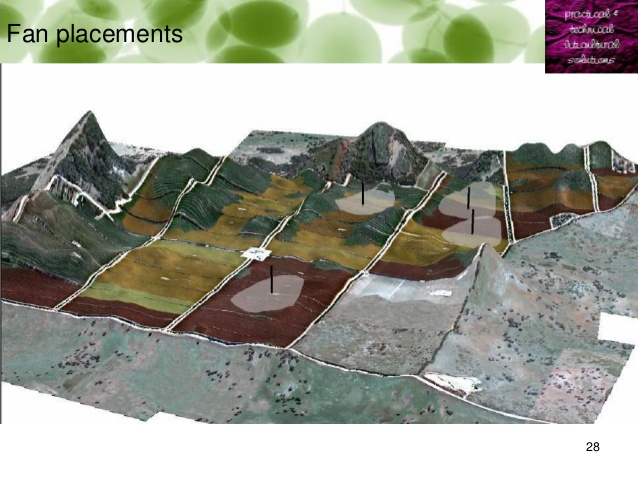 Fan placements
practical &
technical
viticultural
solutions
28